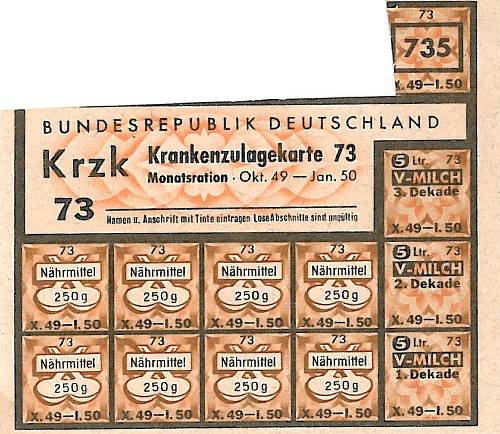 73
735
X.49—I.50
BUNDESREPUBLIK DEUTSCHLAND
Krzk Krankenzulagekarte 73
Monatsration · Okt. 49 — Jan. 50
73
Namen u. Anschrift mit Tinte eintragen Lose Abschnitte sind ungültig
5 Ltr. 73
V-MILCH
3. Dekade
X.49—I.50
73 73 73 73
Nährmittel Nährmittel Nährmittel Nährmittel
250g 250g 250g 250g
X.49—I.50 X.49—I.50 X.49—I.50 X.49—I.50
5 Ltr. 73
V-MILCH
2. Dekade
X.49—I.50
73 73 73 73
Nährmittel Nährmittel Nährmittel Nährmittel
250g 250g 250g 250g
X.49—I.50 X.49—I.50 X.49—I.50 X.49—I.50
5 Ltr. 73
V-MILCH
1. Dekade
X.49—I.50